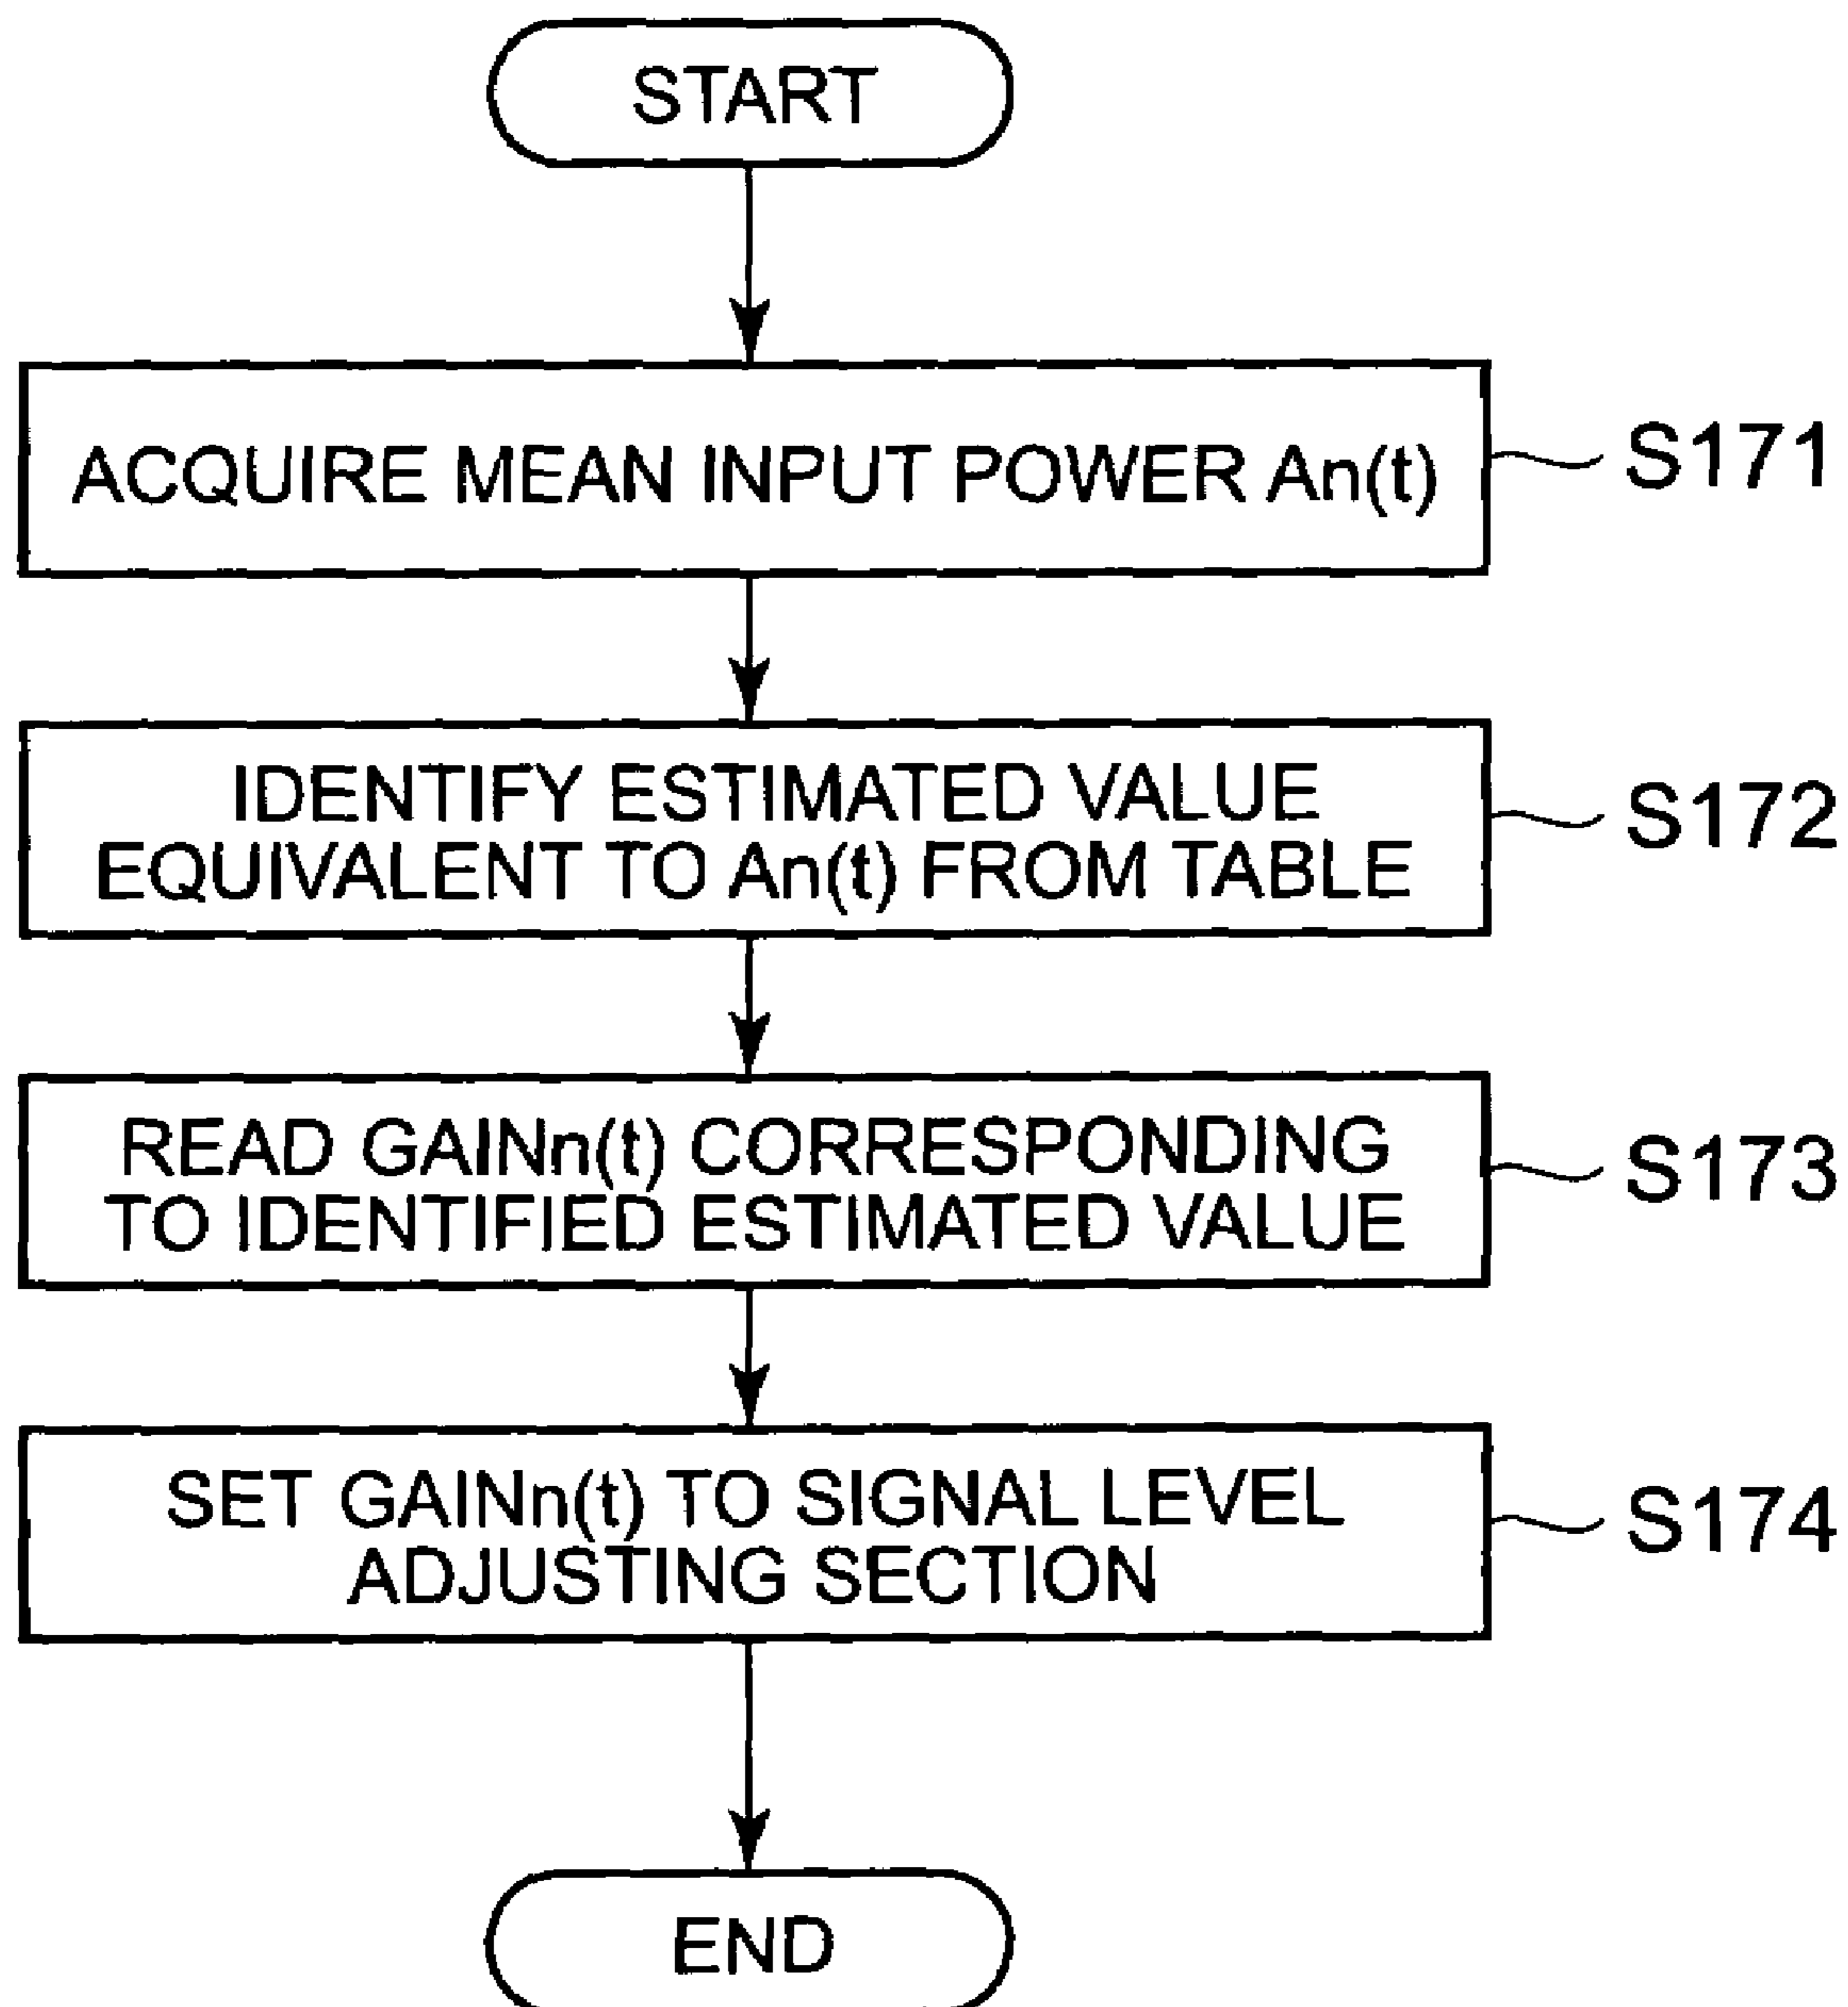 START
ACQUIRE MEAN INPUT POWER An(t)
S171
IDENTIFY ESTIMATED VALUE
EQUIVALENT TO An(t) FROM TABLE
S172
READ GAINn(t) CORRESPONDING
TO IDENTIFIED ESTIMATED VALUE
S173
SET GAINn(t) TO SIGNAL LEVEL
ADJUSTING SECTION
S174
END